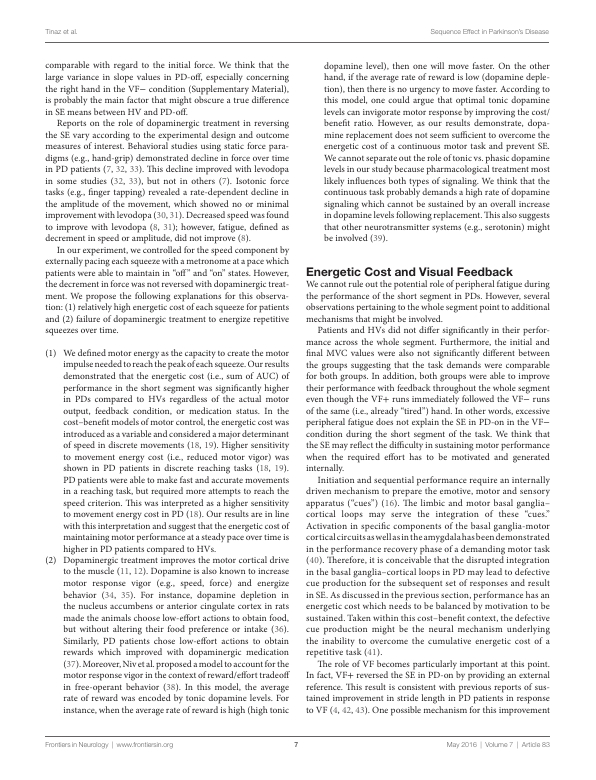 Tinaz et al.
Sequence Effect in Parkinson's Disease
comparable with regard to the initial force. We think that the
large variance in slope values in PD-off, especially concerning
the right hand in the VF− condition (Supplementary Material),
is probably the main factor that might obscure a true difference
in SE means between HV and PD-off.
Reports on the role of dopaminergic treatment in reversing
the SE vary according to the experimental design and outcome
measures of interest. Behavioral studies using static force para-
digms (e.g., hand-grip) demonstrated decline in force over time
in PD patients (7, 32, 33). This decline improved with levodopa
in some studies (32, 33), but not in others (7). Isotonic force
tasks (e.g., finger tapping) revealed a rate-dependent decline in
the amplitude of the movement, which showed no or minimal
improvement with levodopa (30, 31). Decreased speed was found
to improve with levodopa (8, 31); however, fatigue, defined as
decrement in speed or amplitude, did not improve (8).
In our experiment, we controlled for the speed component by
externally pacing each squeeze with a metronome at a pace which
patients were able to maintain in "off" and "on" states. However,
the decrement in force was not reversed with dopaminergic treat-
ment. We propose the following explanations for this observa-
tion: (1) relatively high energetic cost of each squeeze for patients
and (2) failure of dopaminergic treatment to energize repetitive
squeezes over time.
(1) We defined motor energy as the capacity to create the motor
impulse needed to reach the peak of each squeeze. Our results
demonstrated that the energetic cost (i.e., sum of AUC) of
performance in the short segment was significantly higher
in PDs compared to HVs regardless of the actual motor
output, feedback condition, or medication status. In the
cost–benefit models of motor control, the energetic cost was
introduced as a variable and considered a major determinant
of speed in discrete movements (18, 19). Higher sensitivity
to movement energy cost (i.e., reduced motor vigor) was
shown in PD patients in discrete reaching tasks (18, 19).
PD patients were able to make fast and accurate movements
in a reaching task, but required more attempts to reach the
speed criterion. This was interpreted as a higher sensitivity
to movement energy cost in PD (18). Our results are in line
with this interpretation and suggest that the energetic cost of
maintaining motor performance at a steady pace over time is
higher in PD patients compared to HVs.
(2) Dopaminergic treatment improves the motor cortical drive
to the muscle (11, 12). Dopamine is also known to increase
motor response vigor (e.g., speed, force) and energize
behavior (34, 35). For instance, dopamine depletion in
the nucleus accumbens or anterior cingulate cortex in rats
made the animals choose low-effort actions to obtain food,
but without altering their food preference or intake (36).
Similarly, PD patients chose low-effort actions to obtain
rewards which improved with dopaminergic medication
(37). Moreover, Niv et al. proposed a model to account for the
motor response vigor in the context of reward/effort tradeoff
in free-operant behavior (38). In this model, the average
rate of reward was encoded by tonic dopamine levels. For
instance, when the average rate of reward is high (high tonic
dopamine level), then one will move faster. On the other
hand, if the average rate of reward is low (dopamine deple-
tion), then there is no urgency to move faster. According to
this model, one could argue that optimal tonic dopamine
levels can invigorate motor response by improving the cost/
benefit ratio. However, as our results demonstrate, dopa-
mine replacement does not seem sufficient to overcome the
energetic cost of a continuous motor task and prevent SE.
We cannot separate out the role of tonic vs. phasic dopamine
levels in our study because pharmacological treatment most
likely influences both types of signaling. We think that the
continuous task probably demands a high rate of dopamine
signaling which cannot be sustained by an overall increase
in dopamine levels following replacement. This also suggests
that other neurotransmitter systems (e.g., serotonin) might
be involved (39).
Energetic Cost and Visual Feedback
We cannot rule out the potential role of peripheral fatigue during
the performance of the short segment in PDs. However, several
observations pertaining to the whole segment point to additional
mechanisms that might be involved.
Patients and HVs did not differ significantly in their perfor-
mance across the whole segment. Furthermore, the initial and
final MVC values were also not significantly different between
the groups suggesting that the task demands were comparable
for both groups. In addition, both groups were able to improve
their performance with feedback throughout the whole segment
even though the VF+ runs immediately followed the VF− runs
of the same (i.e., already "tired") hand. In other words, excessive
peripheral fatigue does not explain the SE in PD-on in the VF−
condition during the short segment of the task. We think that
the SE may reflect the difficulty in sustaining motor performance
when the required effort has to be motivated and generated
internally.
Initiation and sequential performance require an internally
driven mechanism to prepare the emotive, motor and sensory
apparatus ("cues") (16). The limbic and motor basal ganglia–
cortical loops may serve the integration of these "cues."
Activation in specific components of the basal ganglia-motor
cortical circuits as well as in the amygdala has been demonstrated
in the performance recovery phase of a demanding motor task
(40). Therefore, it is conceivable that the disrupted integration
in the basal ganglia–cortical loops in PD may lead to defective
cue production for the subsequent set of responses and result
in SE. As discussed in the previous section, performance has an
energetic cost which needs to be balanced by motivation to be
sustained. Taken within this cost–benefit context, the defective
cue production might be the neural mechanism underlying
the inability to overcome the cumulative energetic cost of a
repetitive task (41).
The role of VF becomes particularly important at this point.
In fact, VF+ reversed the SE in PD-on by providing an external
reference. This result is consistent with previous reports of sus-
tained improvement in stride length in PD patients in response
to VF (4, 42, 43). One possible mechanism for this improvement
Frontiers in Neurology | www.frontiersin.org
7
May 2016 | Volume 7 | Article 83